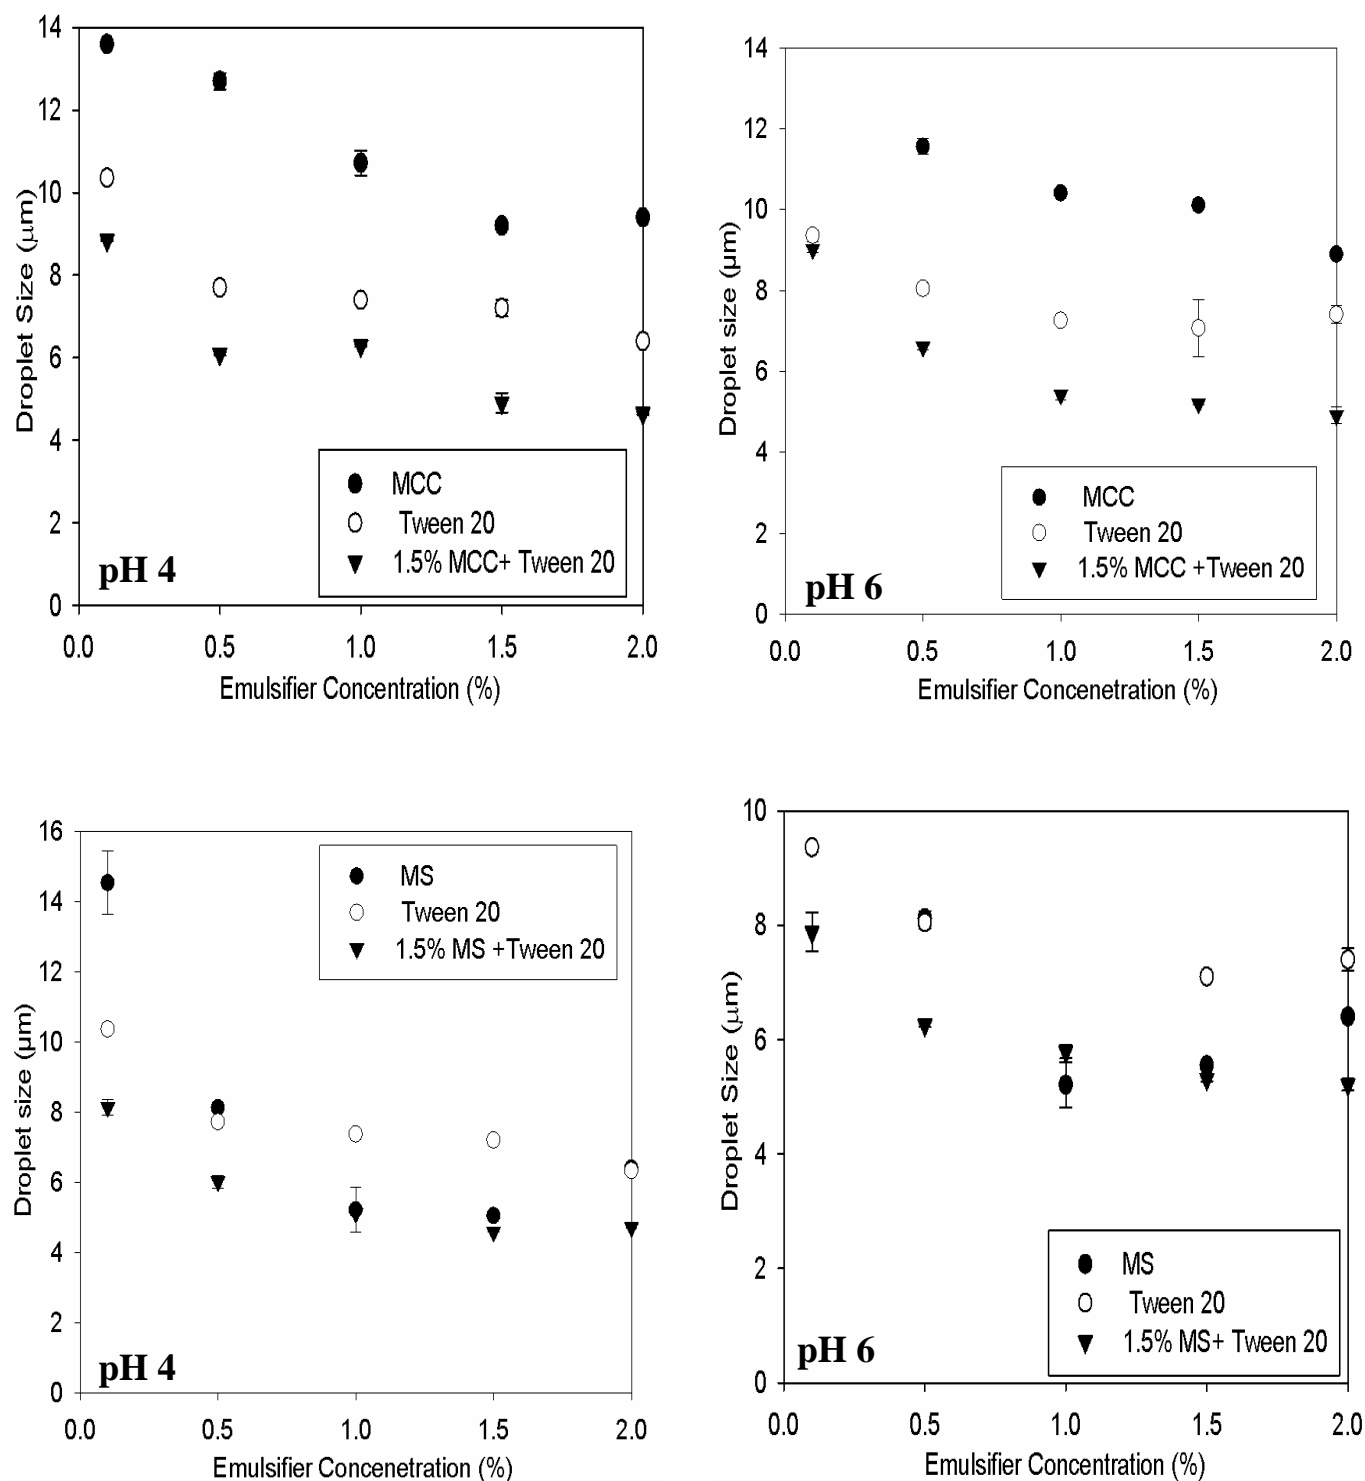 14
12
10
8
6
4
2
0
Droplet Size (μm)
MCC
Tween 20
1.5% MCC+ Tween 20
pH 4
0.0 0.5 1.0 1.5 2.0
Emulsifier Concentration (%)
14
12
10
8
6
4
2
0
Droplet size (μm)
MCC
Tween 20
1.5% MCC +Tween 20
pH 6
0.0 0.5 1.0 1.5 2.0
Emulsifier Concenetration (%)
16
14
12
10
8
6
4
2
0
Droplet size (μm)
MS
Tween 20
1.5% MS +Tween 20
pH 4
0.0 0.5 1.0 1.5 2.0
Emulsifier Concenetration (%)
10
8
6
4
2
0
Droplet Size (μm)
MS
Tween 20
1.5% MS+ Tween 20
pH 6
0.0 0.5 1.0 1.5 2.0
Emulsifier Concentration (%)